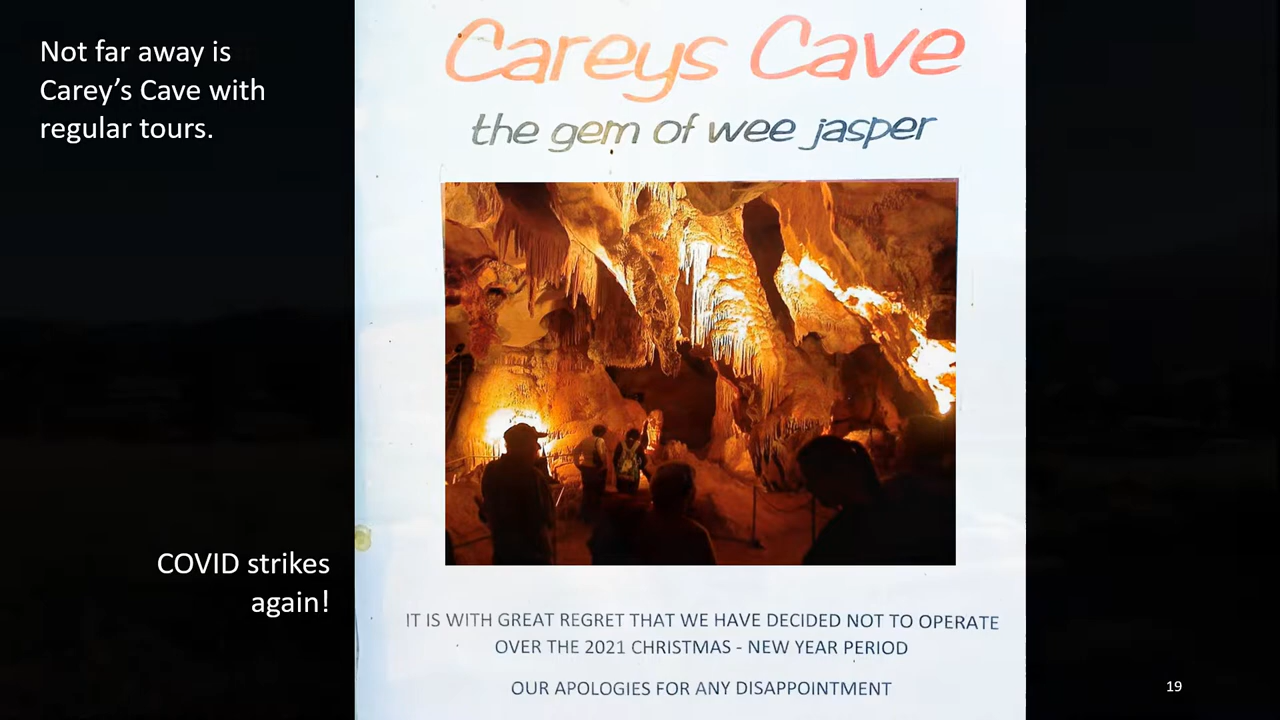 Not far away is
Carey’s Cave with
regular tours.
Careys Cave
the gem of wee jasper
COVID strikes
again!
IT IS WITH GREAT REGRET THAT WE HAVE DECIDED NOT TO OPERATE
OVER THE 2021 CHRISTMAS - NEW YEAR PERIOD
OUR APOLOGIES FOR ANY DISAPPOINTMENT
19